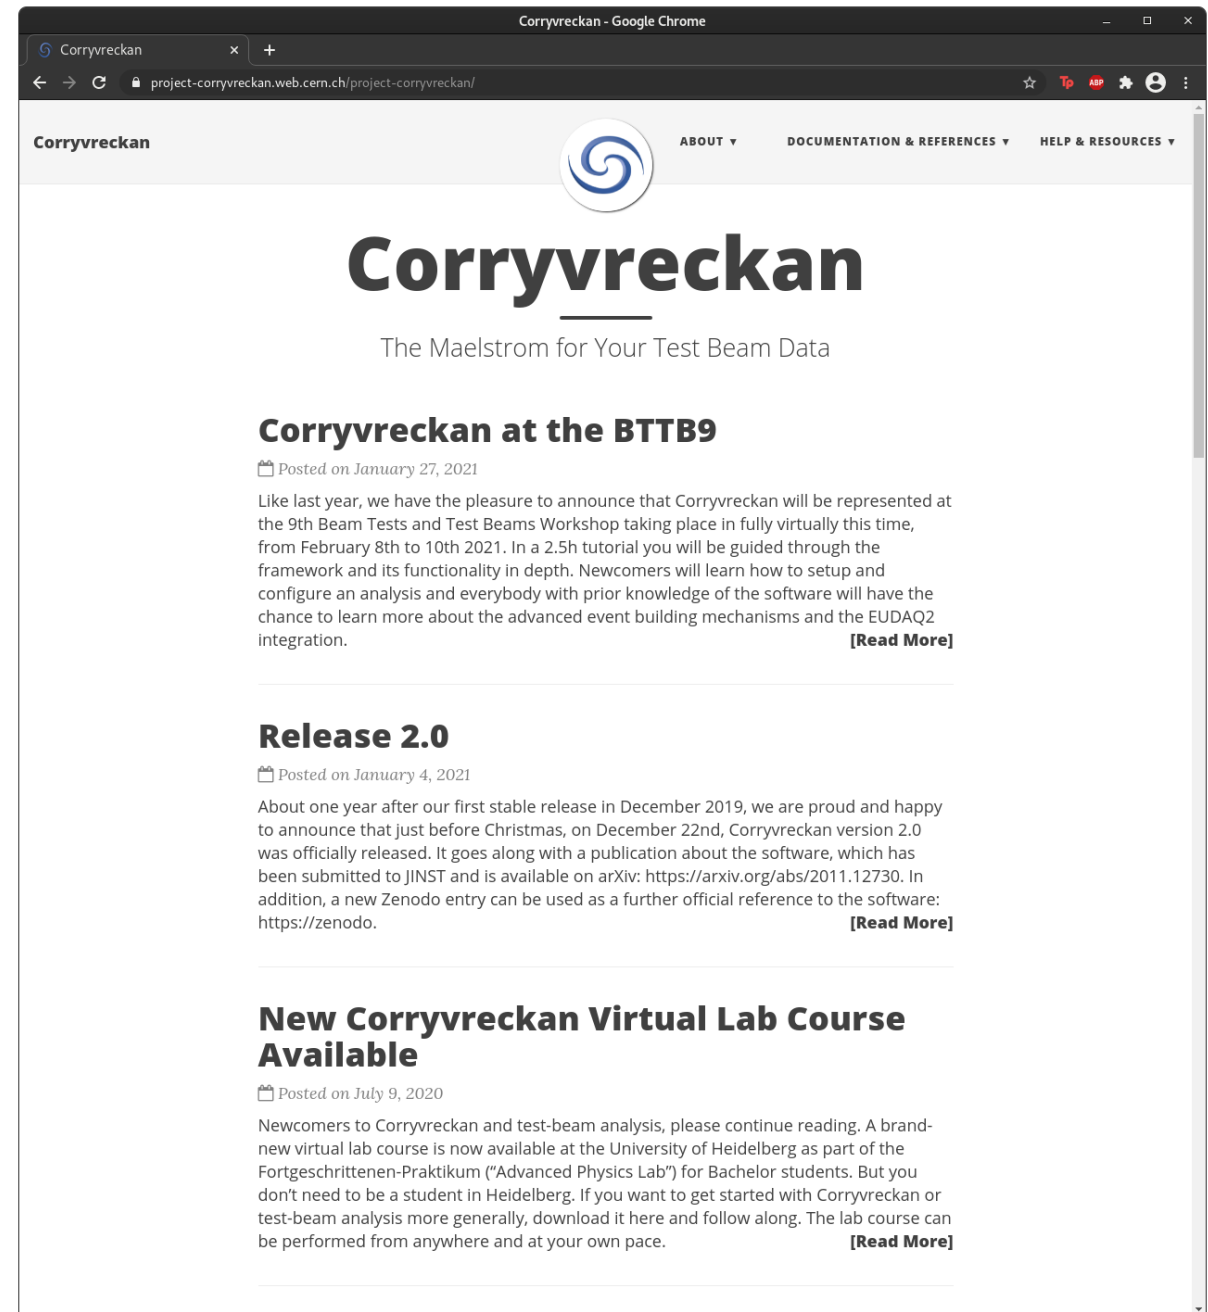 Corryvreckan - Google Chrome
Corryvreckan
project-corryvreckan.web.cern.ch/project-corryvreckan/
Tp
ABP
Corryvreckan
ABOUT ▼
DOCUMENTATION & REFERENCES ▼
HELP & RESOURCES ▼
Corryvreckan
The Maelstrom for Your Test Beam Data
Corryvreckan at the BTTB9
Posted on January 27, 2021
Like last year, we have the pleasure to announce that Corryvreckan will be represented at
the 9th Beam Tests and Test Beams Workshop taking place in fully virtually this time,
from February 8th to 10th 2021. In a 2.5h tutorial you will be guided through the
framework and its functionality in depth. Newcomers will learn how to setup and
configure an analysis and everybody with prior knowledge of the software will have the
chance to learn more about the advanced event building mechanisms and the EUDAQ2
integration. [Read More]
Release 2.0
Posted on January 4, 2021
About one year after our first stable release in December 2019, we are proud and happy
to announce that just before Christmas, on December 22nd, Corryvreckan version 2.0
was officially released. It goes along with a publication about the software, which has
been submitted to JINST and is available on arXiv: https://arxiv.org/abs/2011.12730. In
addition, a new Zenodo entry can be used as a further official reference to the software:
https://zenodo. [Read More]
New Corryvreckan Virtual Lab Course
Available
Posted on July 9, 2020
Newcomers to Corryvreckan and test-beam analysis, please continue reading. A brand-
new virtual lab course is now available at the University of Heidelberg as part of the
Fortgeschrittenen-Praktikum (“Advanced Physics Lab”) for Bachelor students. But you
don’t need to be a student in Heidelberg. If you want to get started with Corryvreckan or
test-beam analysis more generally, download it here and follow along. The lab course can
be performed from anywhere and at your own pace. [Read More]